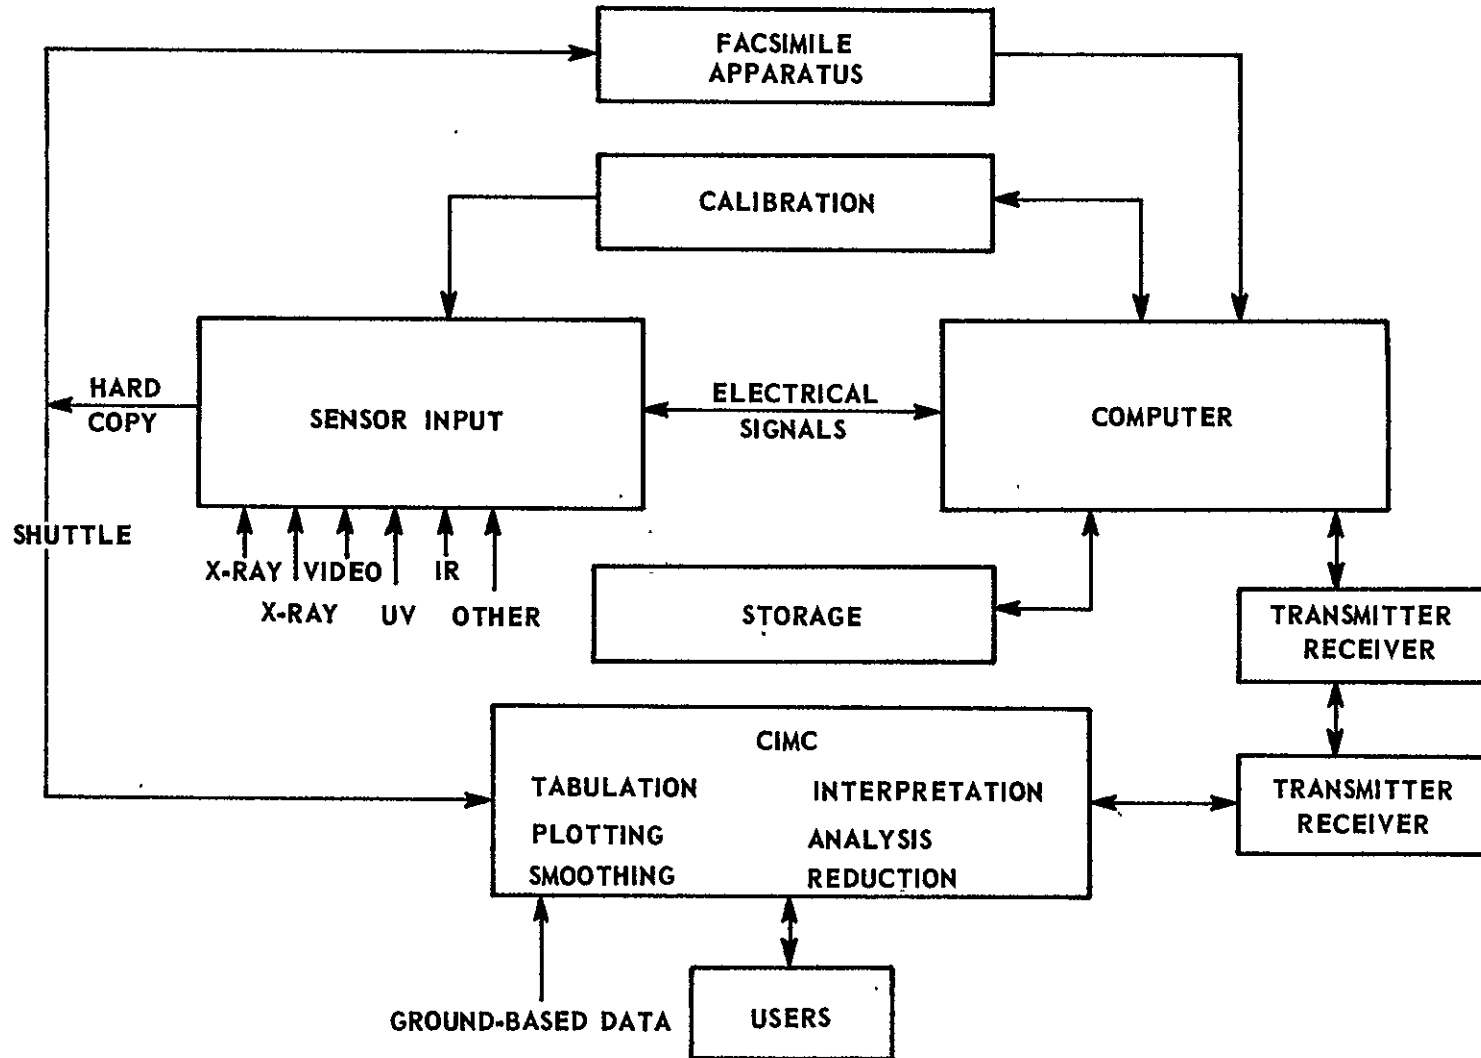 FACSIMILE
APPARATUS
CALIBRATION
HARD
COPY
SENSOR INPUT
ELECTRICAL
SIGNALS
COMPUTER
SHUTTLE
X-RAY
VIDEO
IR
X-RAY
UV
OTHER
STORAGE
TRANSMITTER
RECEIVER
CIMC
TABULATION
INTERPRETATION
PLOTTING
ANALYSIS
SMOOTHING
REDUCTION
TRANSMITTER
RECEIVER
GROUND-BASED DATA
USERS